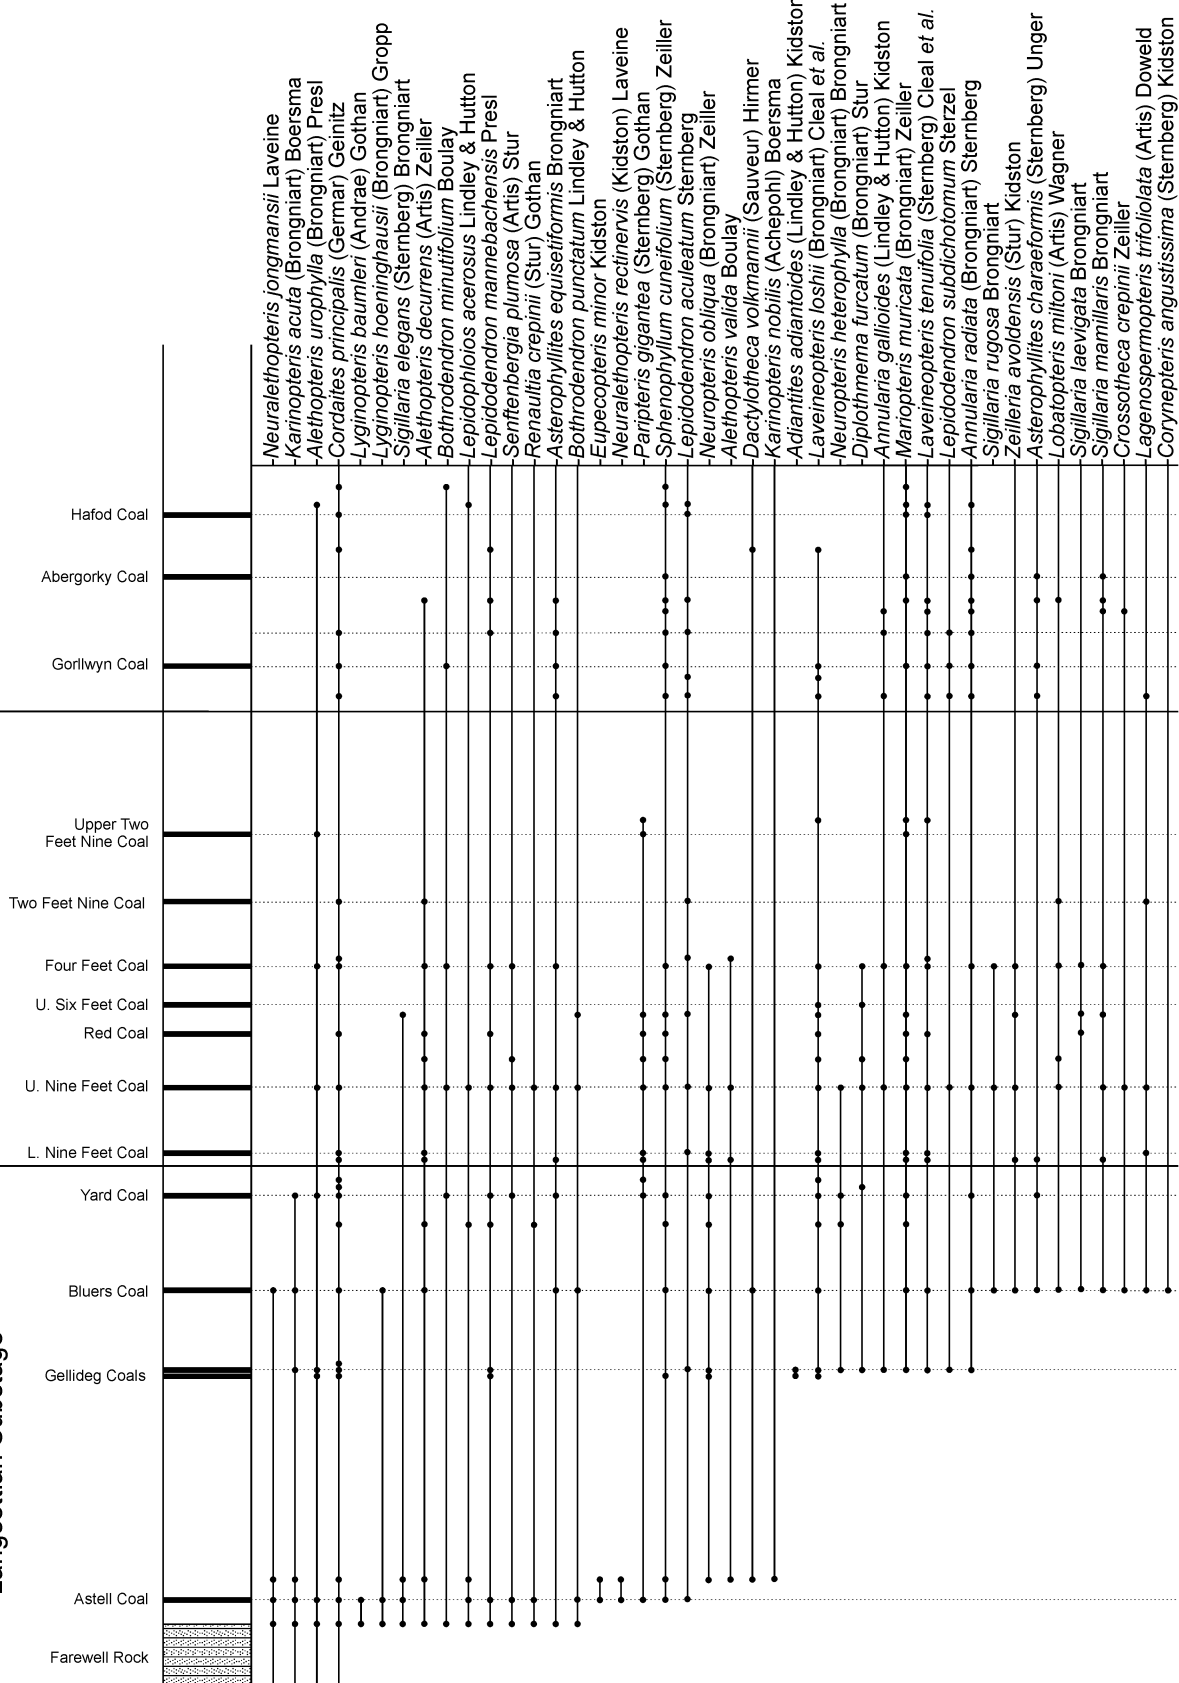 Neuralethopteris jongmansii Laveine
Karinopteris acuta (Brongniart) Boersma
Alethopteris urophylla (Brongniart) Presl
Cordaites principalis (Germar) Geinitz
Lyginopteris baumleri (Andrae) Gothan
Lyginopteris hoeninghausii (Brongniart) Gropp
Sigillaria elegans (Sternberg) Brongniart
Alethopteris decurrens (Artis) Zeiller
Bothrodendron minutifolium Boulay
Lepidophloios acerosus Lindley & Hutton
Lepidodendron mannebachensis Presl
Senftenbergia plumosa (Artis) Stur
Renaultia crepinii (Stur) Gothan
Asterophyllites equisetiformis Brongniart
Bothrodendron punctatum Lindley & Hutton
Eupecopteris minor Kidston
Neuralethopteris rectinervis (Kidston) Laveine
Paripteris gigantea (Sternberg) Gothan
Sphenophyllum cuneifolium (Sternberg) Zeiller
Lepidodendron aculeatum Sternberg
Neuropteris obliqua (Brongniart) Zeiller
Alethopteris valida Boulay
Dactylotheca volkmannii (Sauveur) Hirmer
Karinopteris nobilis (Achepohl) Boersma
Adiantites adiantoides (Lindley & Hutton) Kidston
Laveineopteris loshii (Brongniart) Cleal et al.
Neuropteris heterophylla (Brongniart) Brongniart
Diplothmema furcatum (Brongniart) Stur
Annularia gallioides (Lindley & Hutton) Kidston
Mariopteris muricata (Brongniart) Zeiller
Laveineopteris tenuifolia (Sternberg) Cleal et al.
Lepidodendron subdichotomum Sterzel
Annularia radiata (Brongniart) Sternberg
Sigillaria rugosa Brogniart
Zeilleria avoldensis (Stur) Kidston
Asterophyllites charaeformis (Sternberg) Unger
Lobatopteris miltoni (Artis) Wagner
Sigillaria laevigata Brongniart
Sigillaria mamillaris Brongniart
Crossotheca crepinii Zeiller
Lagenospermopteris trifoliolata (Artis) Doweld
Corynepteris angustissima (Sternberg) Kidston
Hafod Coal
Abergorky Coal
Gorllwyn Coal
Upper Two
Feet Nine Coal
Two Feet Nine Coal
Four Feet Coal
U. Six Feet Coal
Red Coal
U. Nine Feet Coal
L. Nine Feet Coal
Yard Coal
Bluers Coal
Gellideg Coals
Astell Coal
Farewell Rock